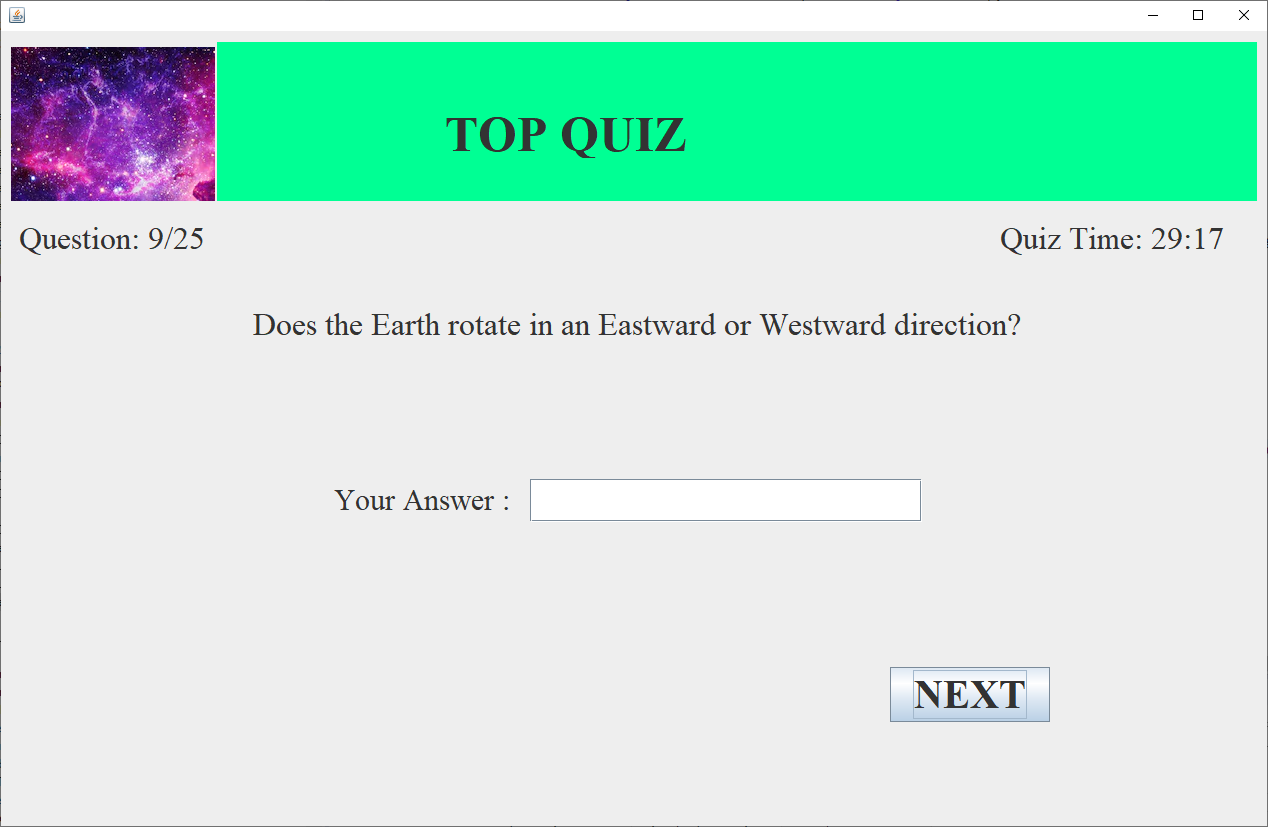 TOP QUIZ
Question: 9/25
Quiz Time: 29:17
Does the Earth rotate in an Eastward or Westward direction?
Your Answer :
NEXT